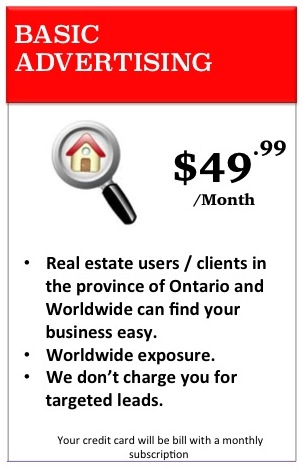 BASIC
ADVERTISING
$49.99
/Month
• Real estate users / clients in
the province of Ontario and
Worldwide can find your
business easy.
• Worldwide exposure.
• We don’t charge you for
targeted leads.
Your credit card will be bill with a monthly
subscription